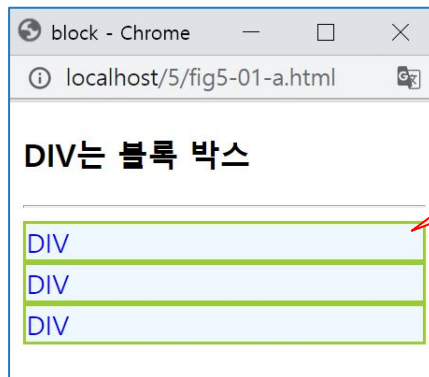 block - Chrome
localhost/5/fig5-01-a.html
DIV는 블록 박스
DIV
DIV
DIV